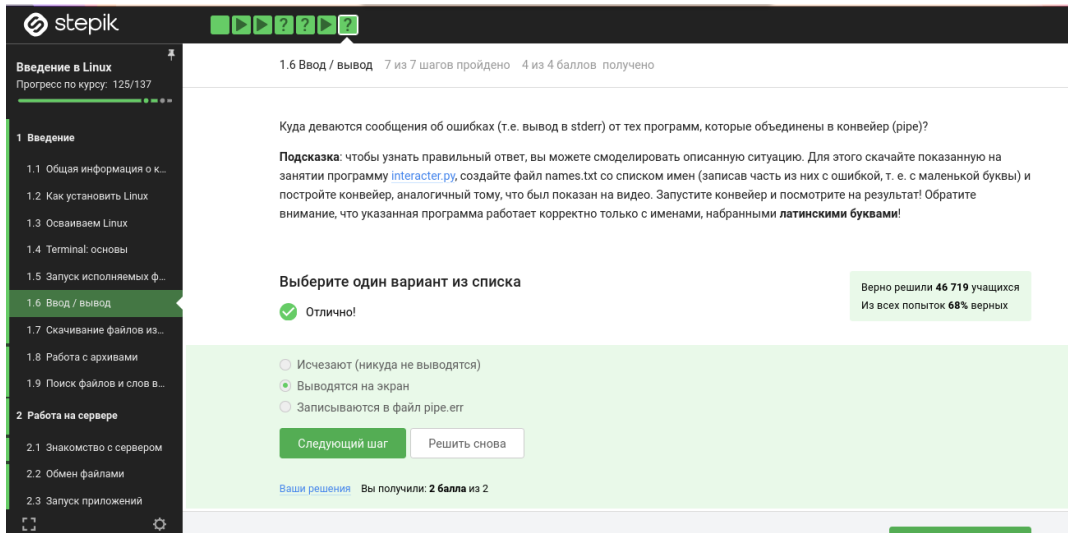 stepik
? ? ?
Введение в Linux
Прогресс по курсу: 125/137
1 Введение
1.1 Общая информация о к...
1.2 Как установить Linux
1.3 Осваиваем Linux
1.4 Terminal: основы
1.5 Запуск исполняемых ф...
1.6 Ввод / вывод
1.7 Скачивание файлов из...
1.8 Работа с архивами
1.9 Поиск файлов и слов в...
2 Работа на сервере
2.1 Знакомство с сервером
2.2 Обмен файлами
2.3 Запуск приложений
1.6 Ввод / вывод 7 из 7 шагов пройдено 4 из 4 баллов получено
Куда деваются сообщения об ошибках (т.е. вывод в stderr) от тех программ, которые объединены в конвейер (pipe)?
Подсказка: чтобы узнать правильный ответ, вы можете смоделировать описанную ситуацию. Для этого скачайте показанную на
занятии программу interacter.py, создайте файл names.txt со списком имен (записав часть из них с ошибкой, т. е. с маленькой буквы) и
постройте конвейер, аналогичный тому, что был показан на видео. Запустите конвейер и посмотрите на результат! Обратите
внимание, что указанная программа работает корректно только с именами, набранными латинскими буквами!
Выберите один вариант из списка
Отлично!
Верно решили 46 719 учащихся
Из всех попыток 68% верных
Исчезают (никуда не выводятся)
Выводятся на экран
Записываются в файл pipe.err
Следующий шаг Решить снова
Ваши решения Вы получили: 2 балла из 2